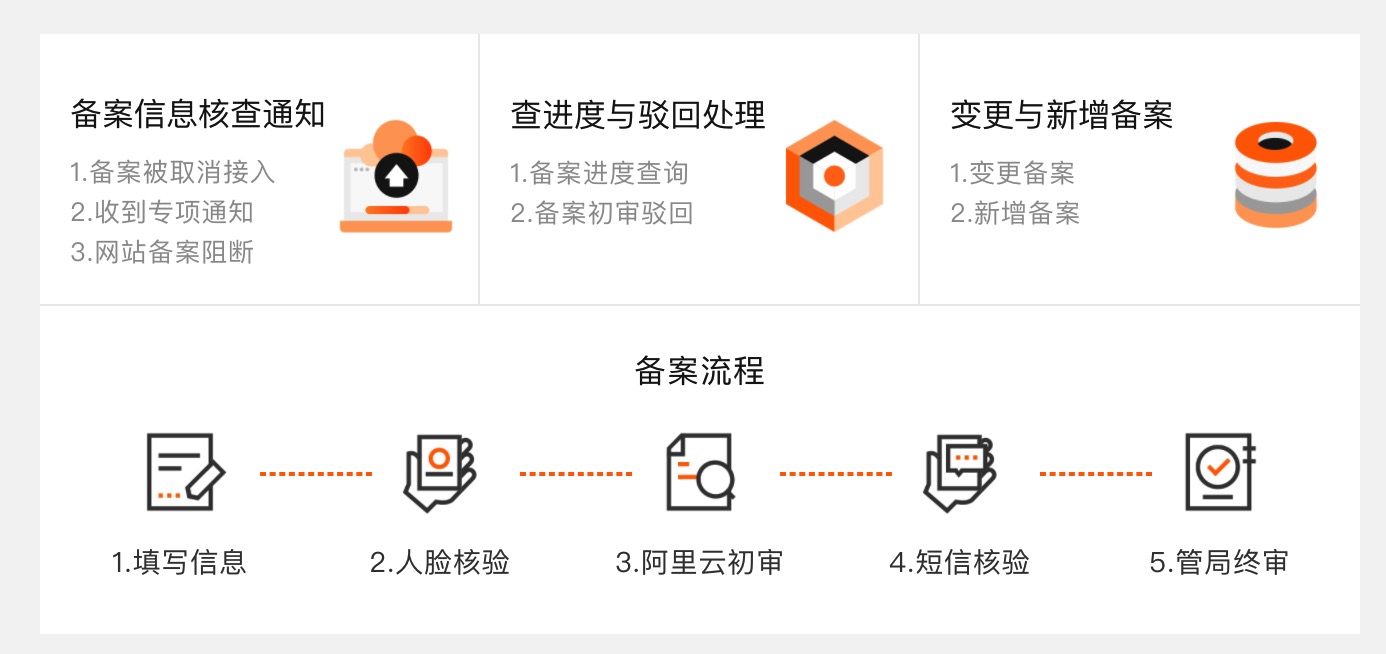 备案信息核查通知
1.备案被取消接入
2.收到专项通知
3.网站备案阻断
查进度与驳回处理
1.备案进度查询
2.备案初审驳回
变更与新增备案
1.变更备案
2.新增备案
备案流程
1.填写信息
2.人脸核验
3.阿里云初审
4.短信核验
5.管局终审